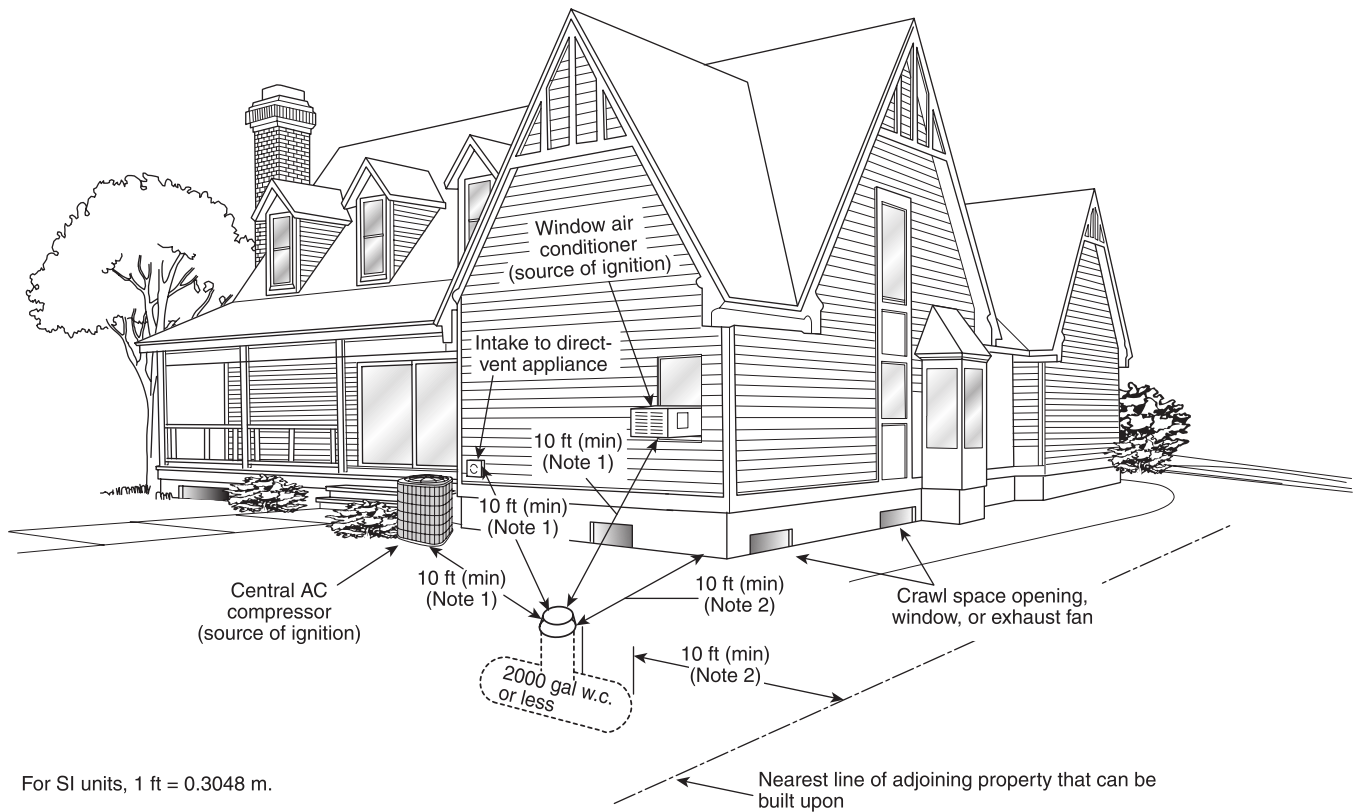 Window air
conditioner
(source of ignition)
Intake to direct-
vent appliance
10 ft (min)
(Note 1)
10 ft (min)
(Note 1)
10 ft (min)
(Note 1)
10 ft (min)
(Note 2)
Central AC
compressor
(source of ignition)
Crawl space opening,
window, or exhaust fan
10 ft (min)
(Note 2)
2000 gal w.c.
or less
For SI units, 1 ft = 0.3048 m.
Nearest line of adjoining property that can be
built upon